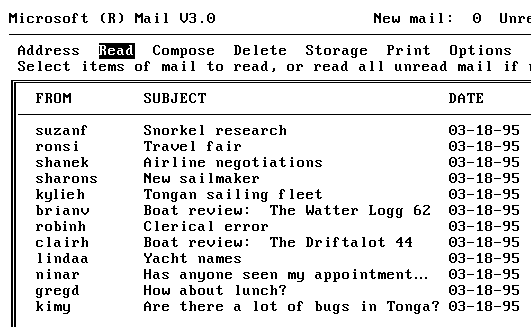 Microsoft (R) Mail V3.0 New mail: 0 Unre
Address Read Compose Delete Storage Print Options
Select items of mail to read, or read all unread mail if
FROM SUBJECT DATE
suzanf Snorkel research 03-18-95
ronsi Travel fair 03-18-95
shanek Airline negotiations 03-18-95
sharons New sailmaker 03-18-95
kylieh Tongan sailing fleet 03-18-95
brianv Boat review: The Watter Logg 62 03-18-95
robinh Clerical error 03-18-95
clairh Boat review: The Driftalot 44 03-18-95
lindaa Yacht names 03-18-95
ninar Has anyone seen my appointment... 03-18-95
gregd How about lunch? 03-18-95
kimy Are there a lot of bugs in Tonga? 03-18-95